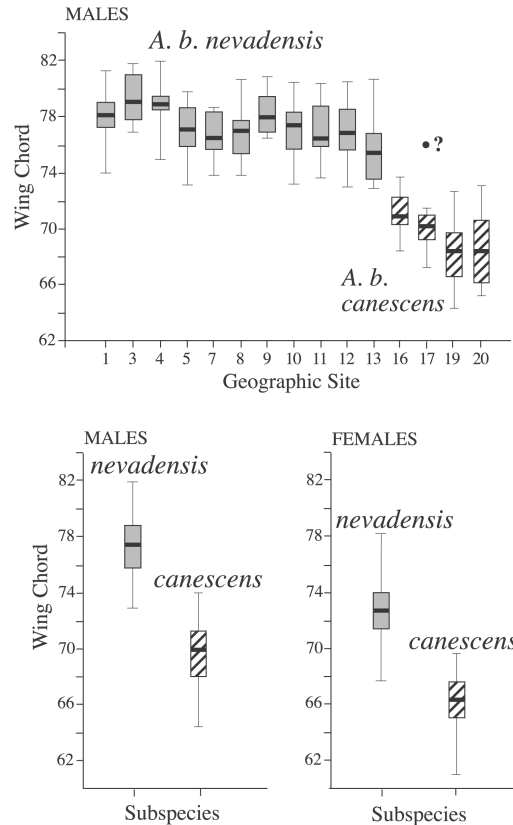 MALES
A. b. nevadensis
82
78
74
70
66
62
Wing Chord
?
A. b.
canescens
1 3 4 5 7 8 9 10 11 12 13 16 17 19 20
Geographic Site
MALES
nevadensis
82
78
74
70
66
62
Wing Chord
canescens
Subspecies
FEMALES
nevadensis
82
78
74
70
66
62
canescens
Subspecies